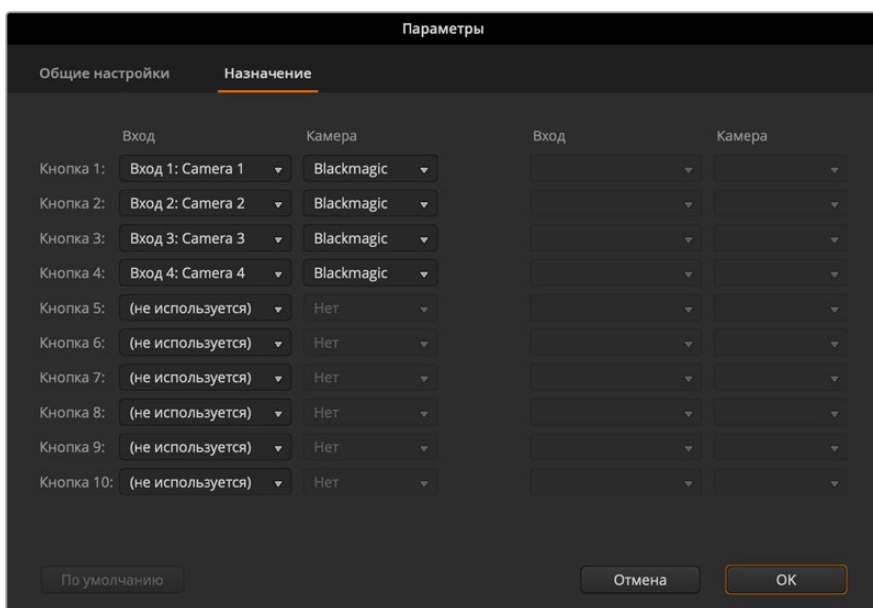 Параметры
Общие настройки Назначение
Вход Камера Вход Камера
Кнопка 1: Вход 1: Camera 1 Blackmagic
Кнопка 2: Вход 2: Camera 2 Blackmagic
Кнопка 3: Вход 3: Camera 3 Blackmagic
Кнопка 4: Вход 4: Camera 4 Blackmagic
Кнопка 5: (не используется) Нет
Кнопка 6: (не используется) Нет
Кнопка 7: (не используется) Нет
Кнопка 8: (не используется) Нет
Кнопка 9: (не используется) Нет
Кнопка 10: (не используется) Нет
По умолчанию Отмена OK